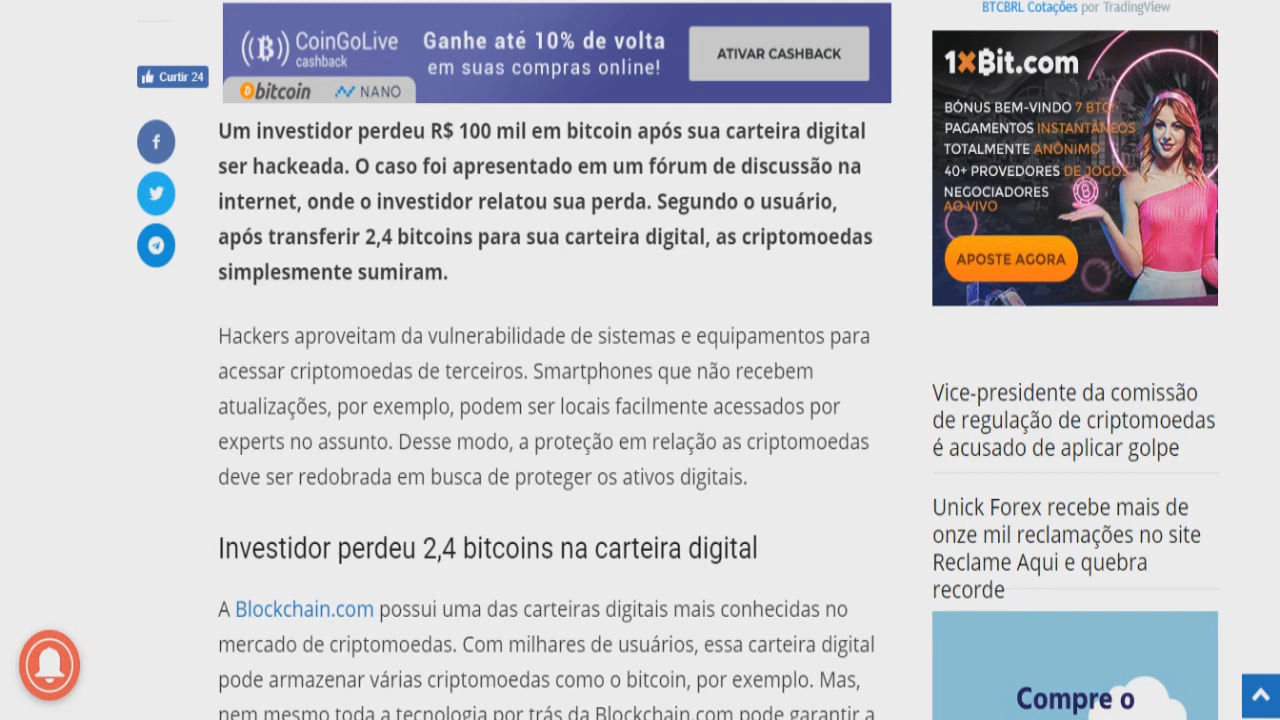 BTCBRL Cotações por TradingView
CoinGoLive
cashback
bitcoin
NANO
Ganhe até 10% de volta
em suas compras online!
ATIVAR CASHBACK
Curtir 24
Um investidor perdeu R$ 100 mil em bitcoin após sua carteira digital
ser hackeada. O caso foi apresentado em um fórum de discussão na
internet, onde o investidor relatou sua perda. Segundo o usuário,
após transferir 2,4 bitcoins para sua carteira digital, as criptomoedas
simplesmente sumiram.
Hackers aproveitam da vulnerabilidade de sistemas e equipamentos para
acessar criptomoedas de terceiros. Smartphones que não recebem
atualizações, por exemplo, podem ser locais facilmente acessados por
experts no assunto. Desse modo, a proteção em relação as criptomoedas
deve ser redobrada em busca de proteger os ativos digitais.
Investidor perdeu 2,4 bitcoins na carteira digital
A Blockchain.com possui uma das carteiras digitais mais conhecidas no
mercado de criptomoedas. Com milhares de usuários, essa carteira digital
pode armazenar várias criptomoedas como o bitcoin, por exemplo. Mas,
nem mesmo toda a tecnologia por trás da Blockchain.com pode garantir a
1XBit.com
BÓNUS BEM-VINDO 7 BTC!
PAGAMENTOS INSTANTÂNEOS
TOTALMENTE ANÔNIMO
40+ PROVEDORES DE JOGOS
NEGOCIADORES
AO VIVO
APOSTE AGORA
Vice-presidente da comissão
de regulação de criptomoedas
é acusado de aplicar golpe
Unick Forex recebe mais de
onze mil reclamações no site
Reclame Aqui e quebra
recorde
Compre o